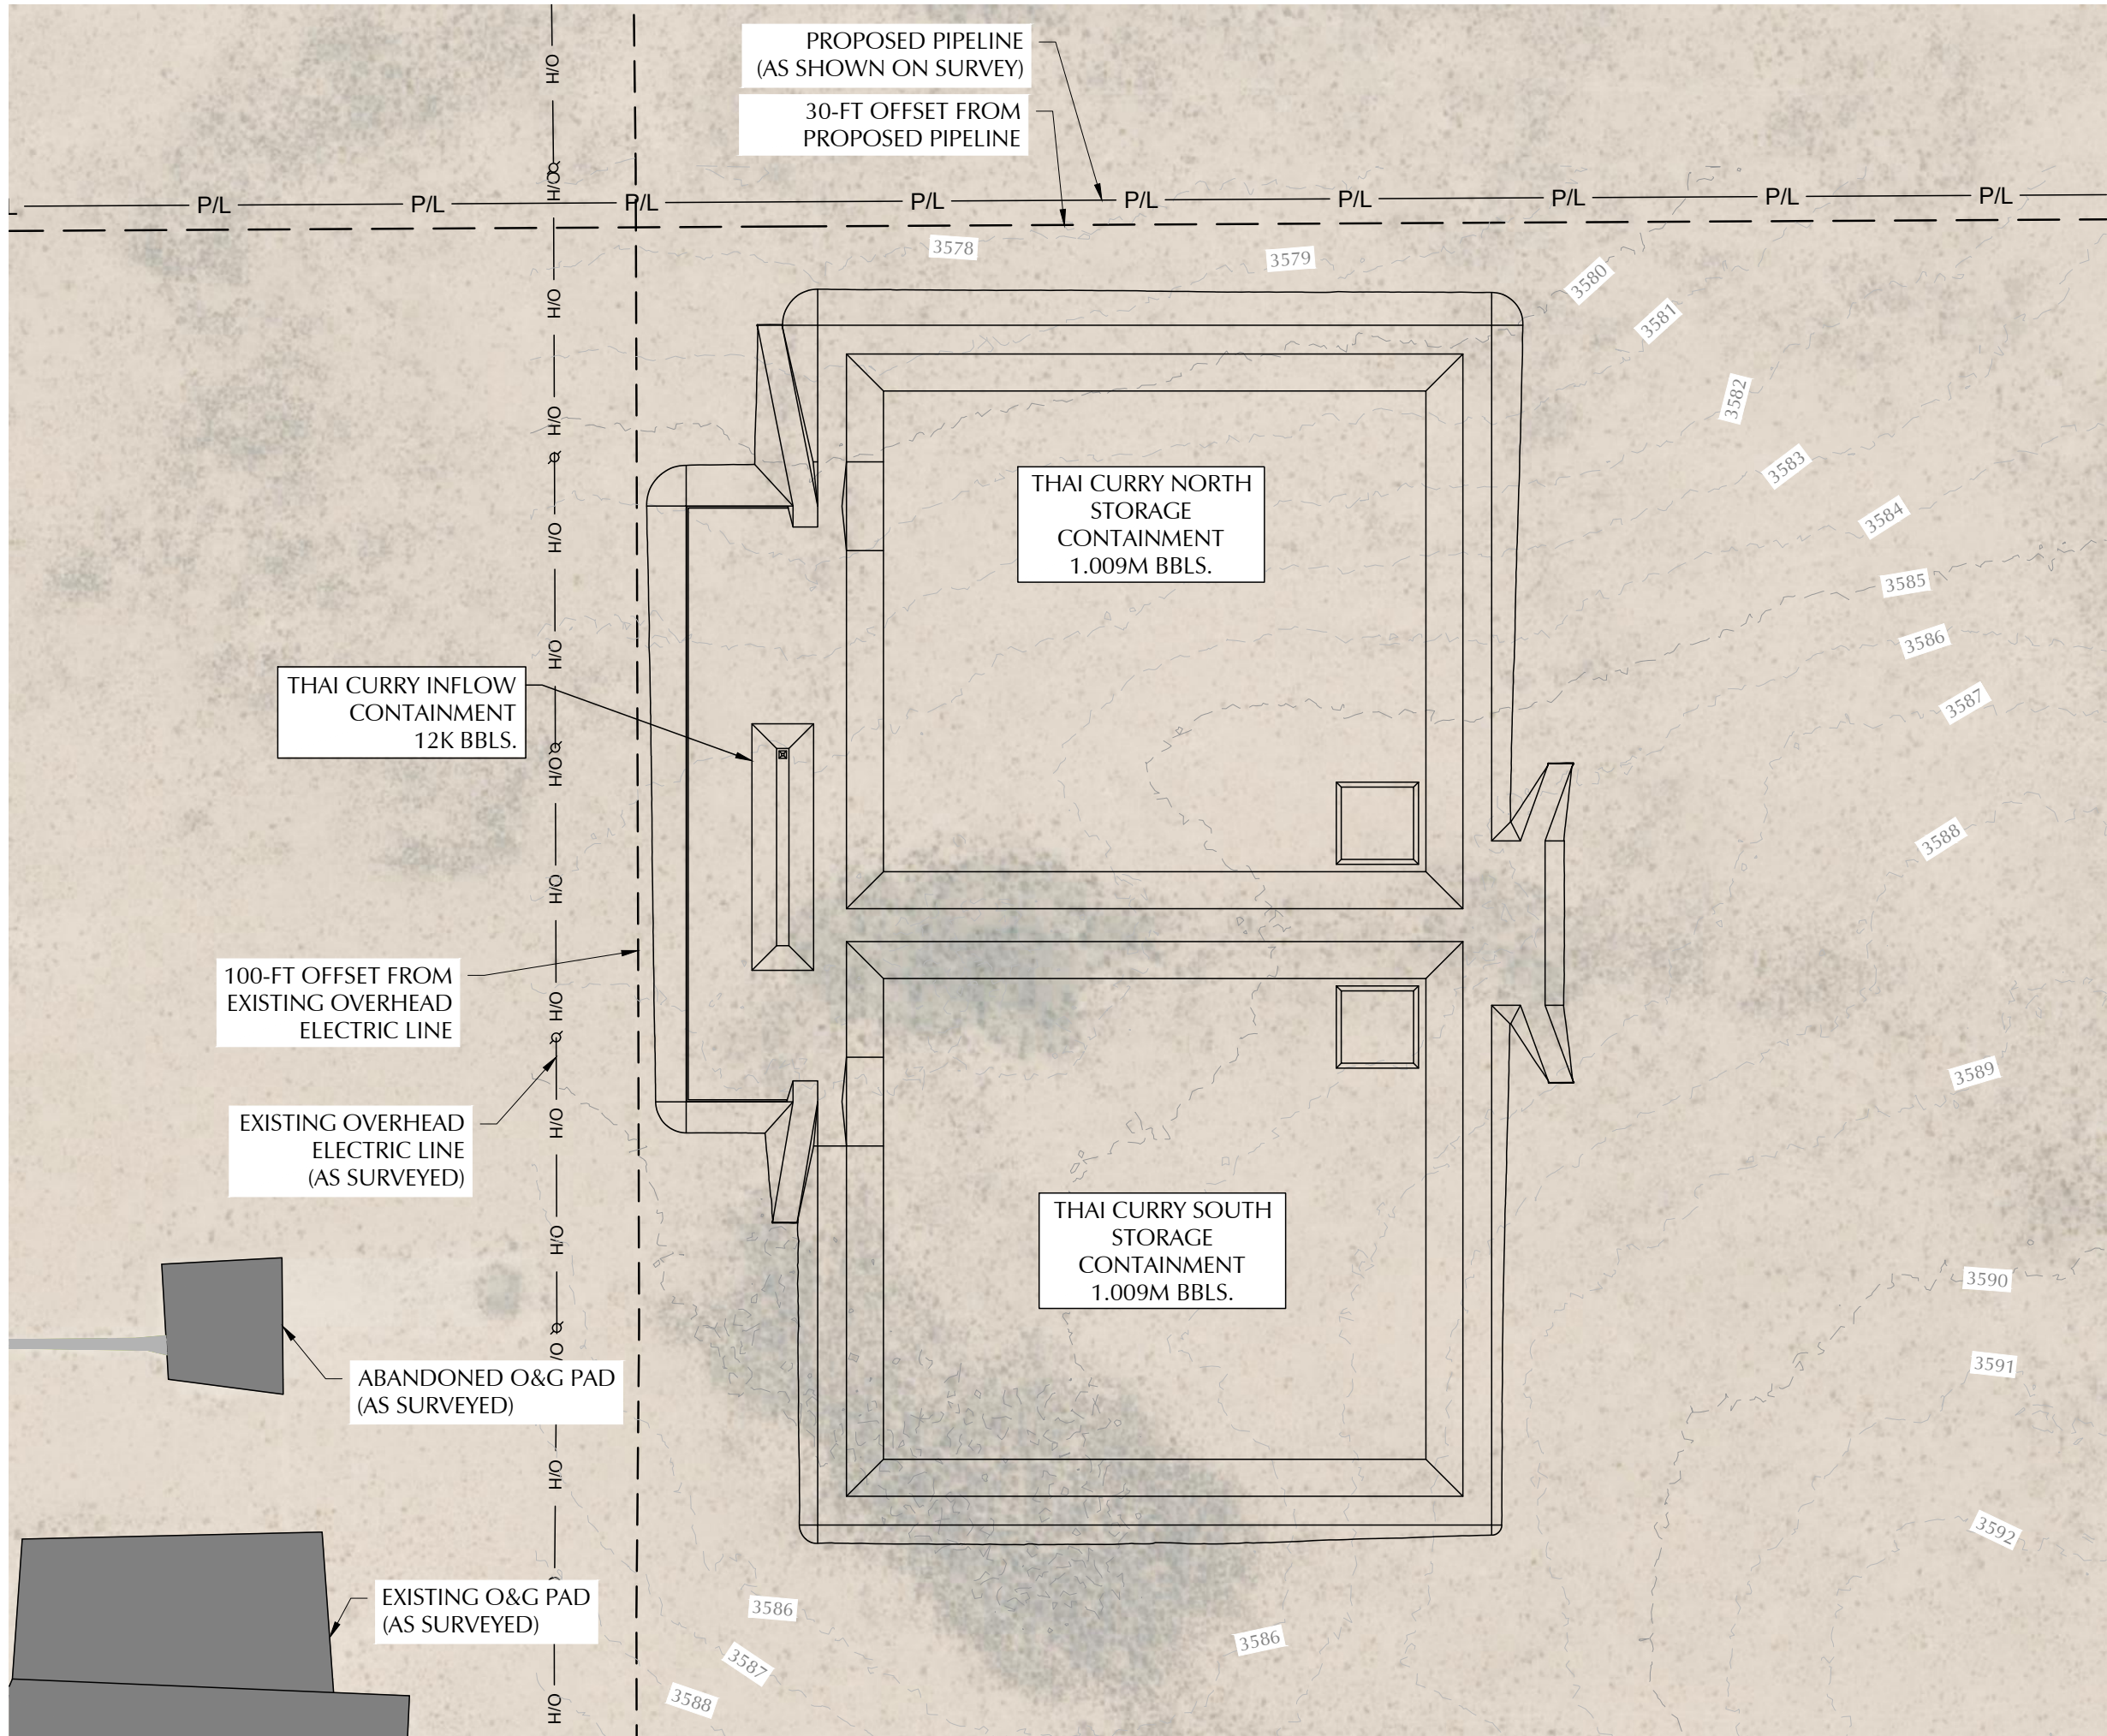 PROPOSED PIPELINE
(AS SHOWN ON SURVEY)
30-FT OFFSET FROM
PROPOSED PIPELINE
O/H
O/H
P/L
P/L
P/L
P/L
P/L
P/L
P/L
P/L
P/L
3578
3579
3580
3581
3582
3583
3584
3585
3586
3587
3588
3589
3590
3591
3592
O/H
O/H
O/H
O/H
THAI CURRY NORTH
STORAGE
CONTAINMENT
1.009M BBLS.
THAI CURRY INFLOW
CONTAINMENT
12K BBLS.
O/H
O/H
O/H
100-FT OFFSET FROM
EXISTING OVERHEAD
ELECTRIC LINE
EXISTING OVERHEAD
ELECTRIC LINE
(AS SURVEYED)
O/H
O/H
THAI CURRY SOUTH
STORAGE
CONTAINMENT
1.009M BBLS.
ABANDONED O&G PAD
(AS SURVEYED)
O/H
EXISTING O&G PAD
(AS SURVEYED)
O/H
3586
3587
3588
3586